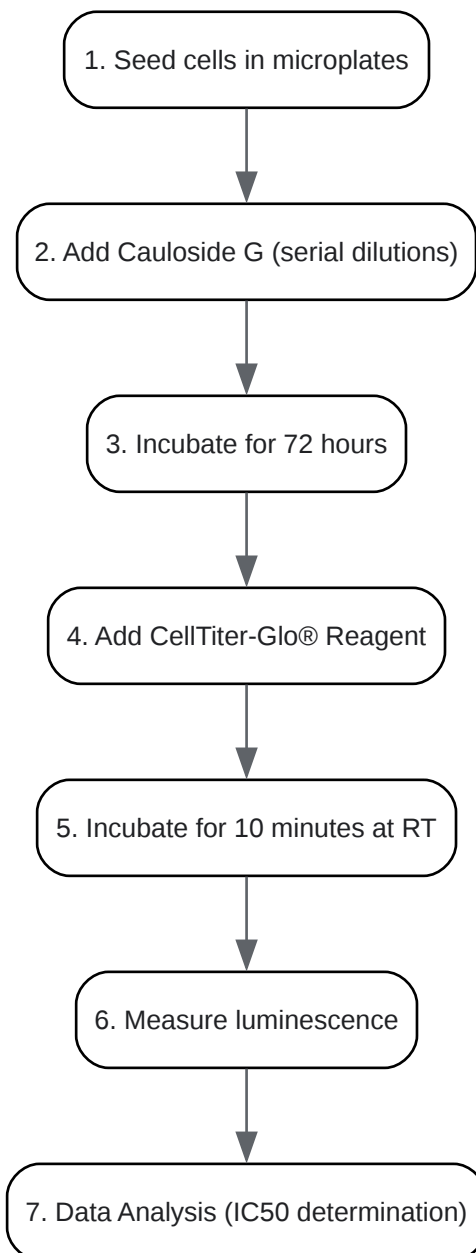 1. Seed cells in microplates
2. Add Cauloside G (serial dilutions)
3. Incubate for 72 hours
4. Add CellTiter-Glo® Reagent
5. Incubate for 10 minutes at RT
6. Measure luminescence
7. Data Analysis (IC50 determination)